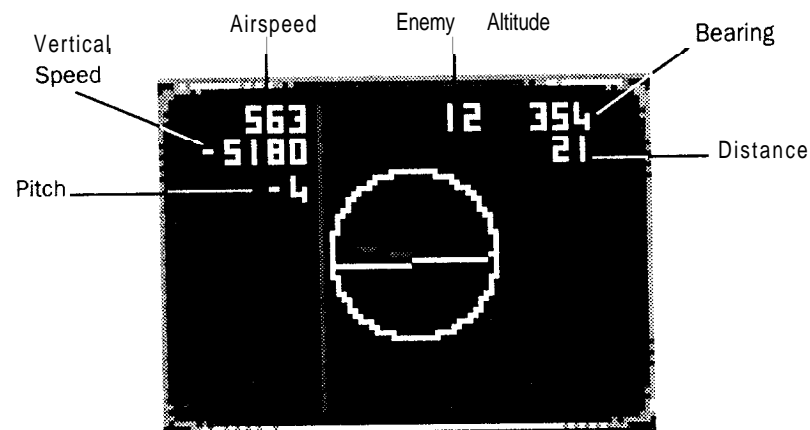 Airspeed Enemy Altitude Bearing
Vertical
Speed
563 12 354
-5180 21 Distance
Pitch -4